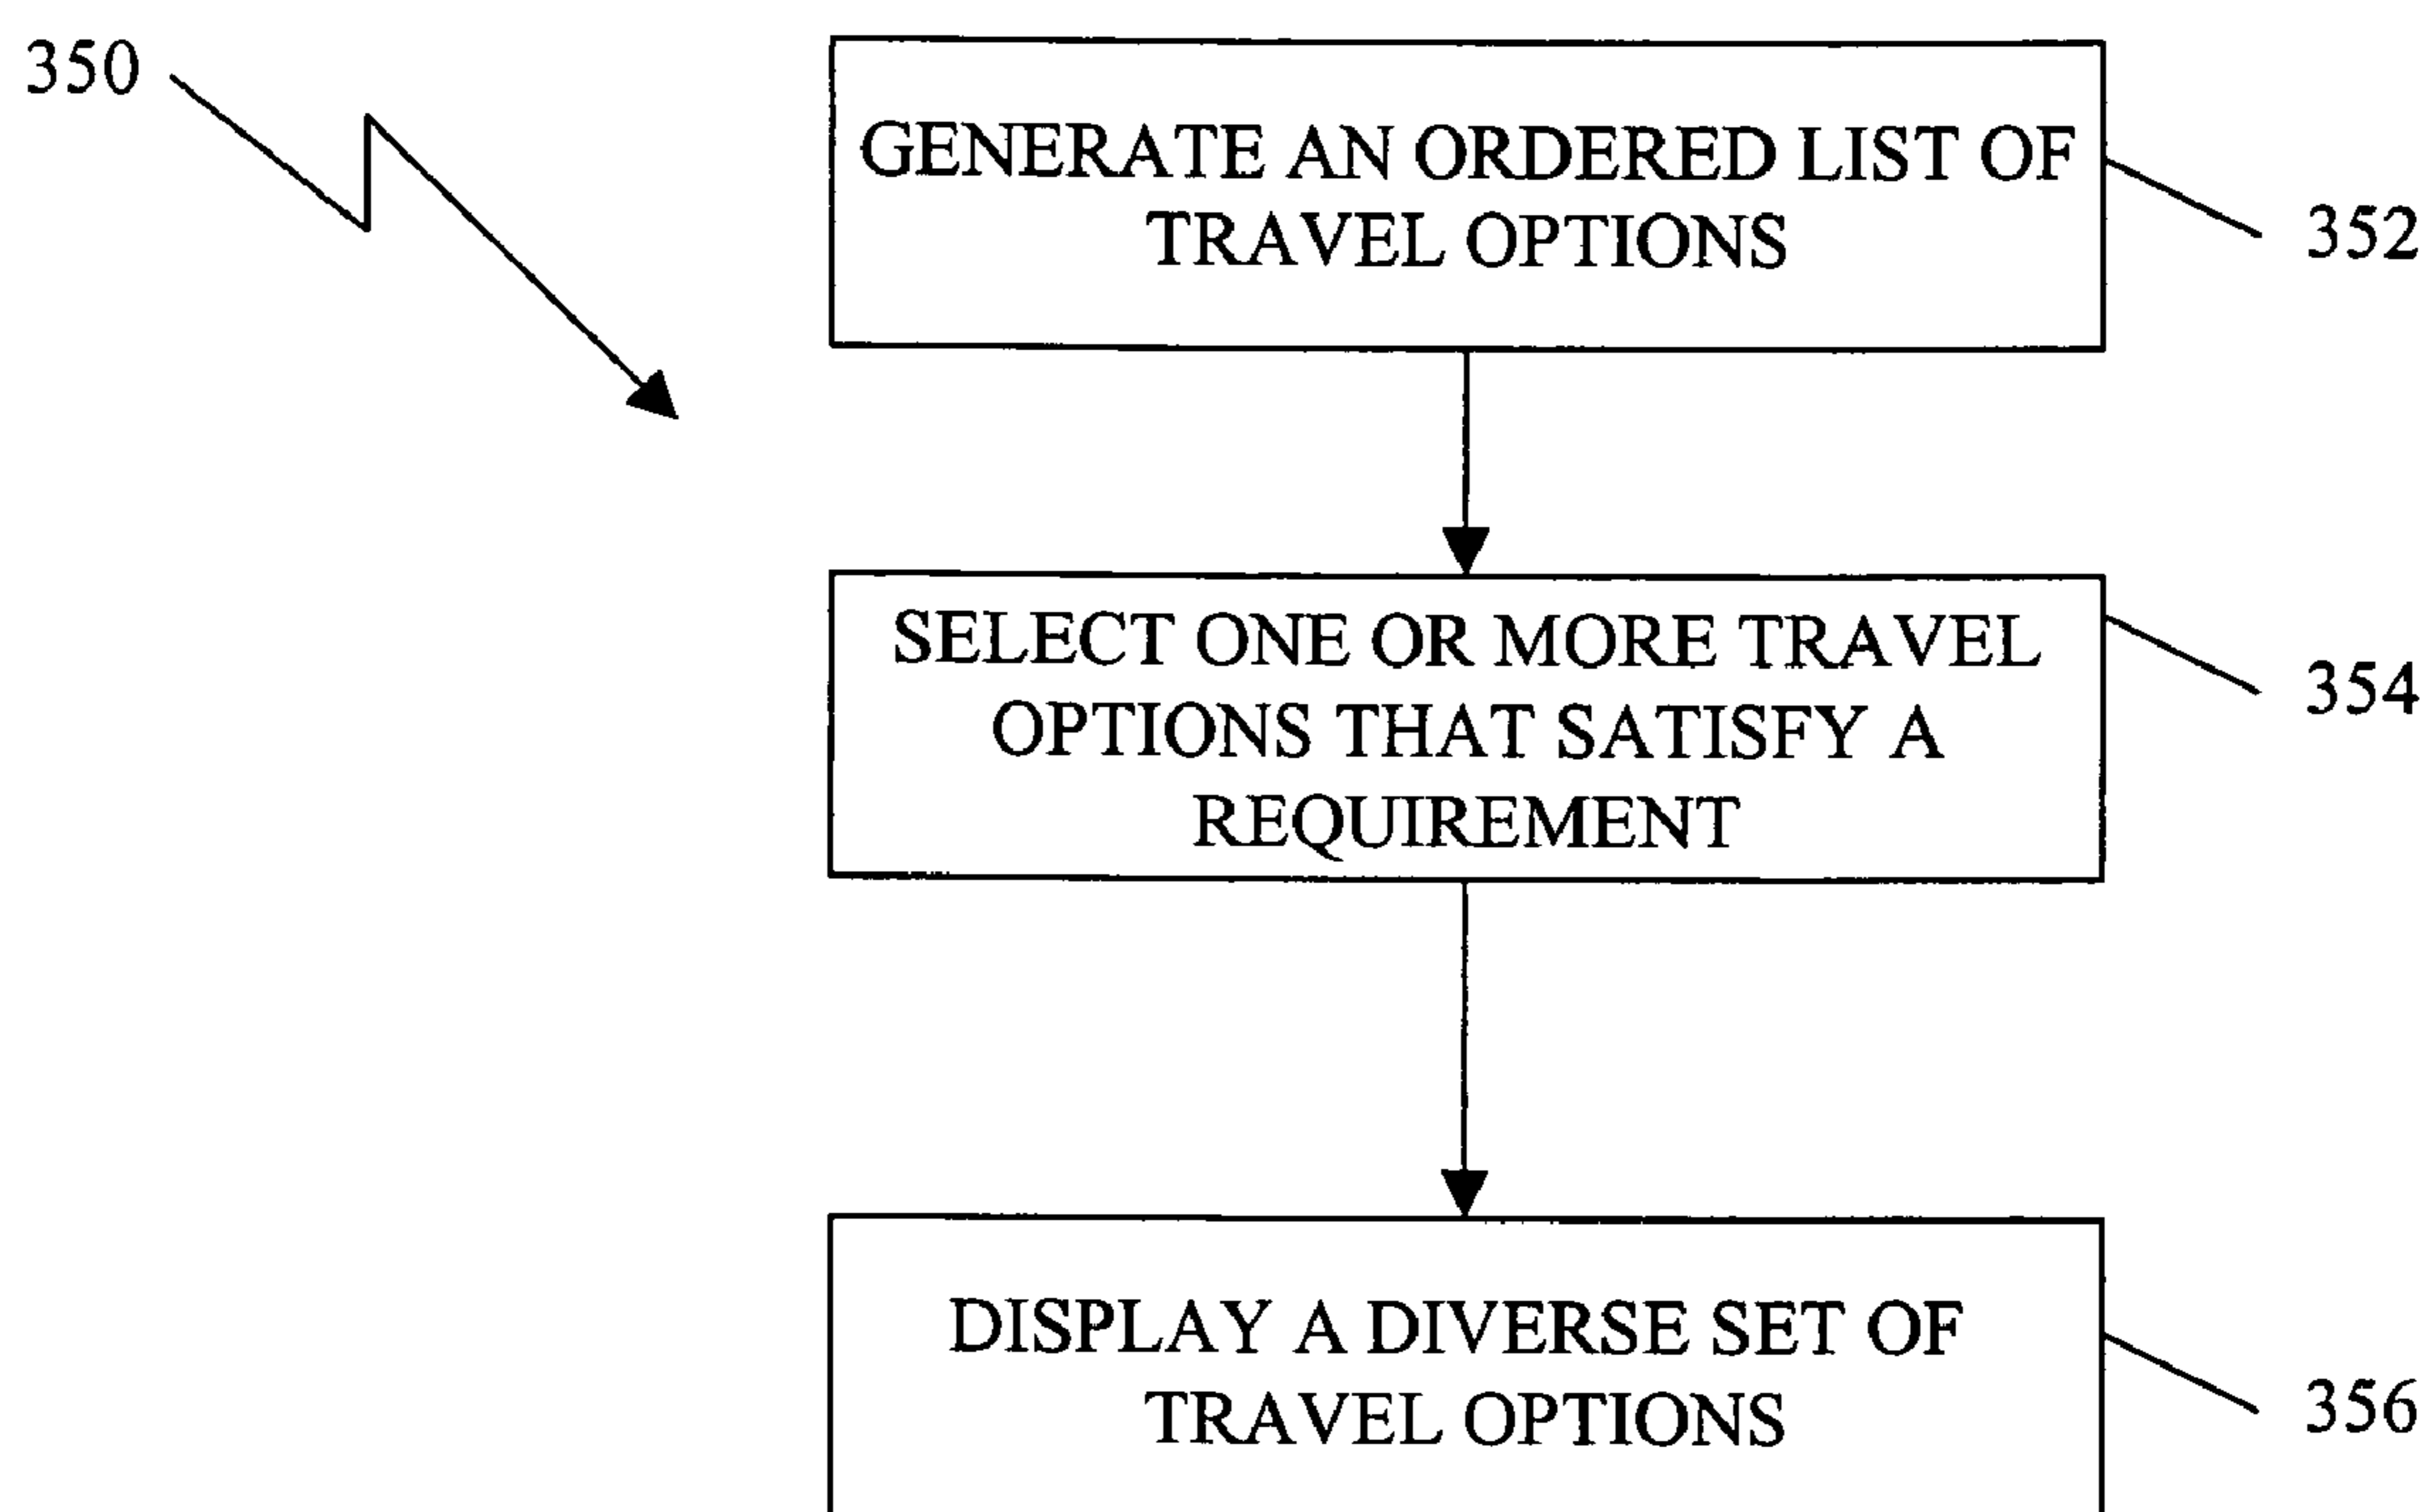 350
GENERATE AN ORDERED LIST OF
TRAVEL OPTIONS
352
SELECT ONE OR MORE TRAVEL
OPTIONS THAT SATISFY A
REQUIREMENT
354
DISPLAY A DIVERSE SET OF
TRAVEL OPTIONS
356